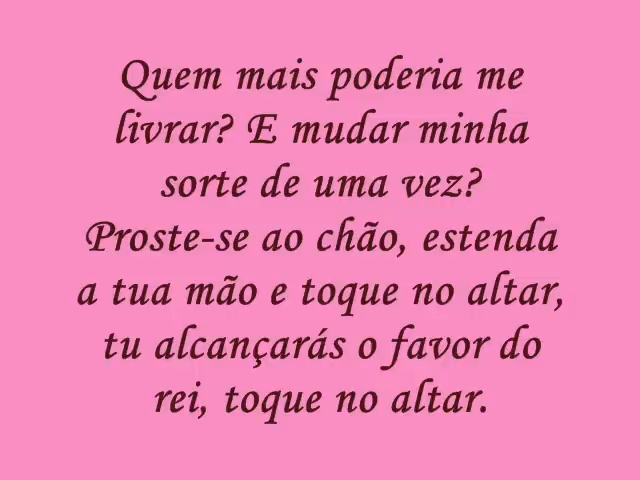 Quem mais poderia me
livrar? E mudar minha
sorte de uma vez?
Proste-se ao chão, estenda
a tua mão e toque no altar,
tu alcançarás o favor do
rei, toque no altar.